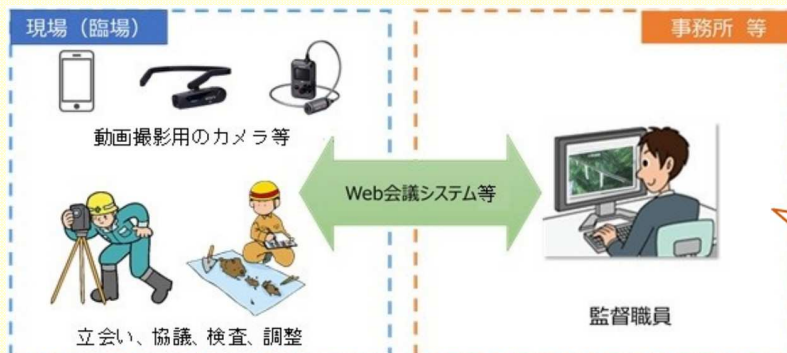 現場（臨場）
事務所 等
動画撮影用のカメラ等
Web会議システム等
立会い、協議、検査、調整
監督職員